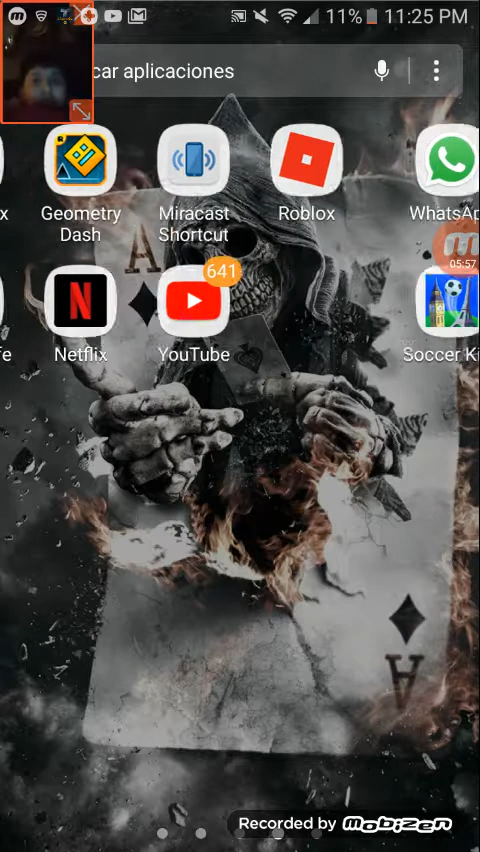 11% 11:25 PM
car aplicaciones
Geometry
Dash
Miracast
Shortcut
Roblox
WhatsAp
x
A
05:57
641
N
Netflix
YouTube
Soccer Ki
fe
A
Recorded by mobizen